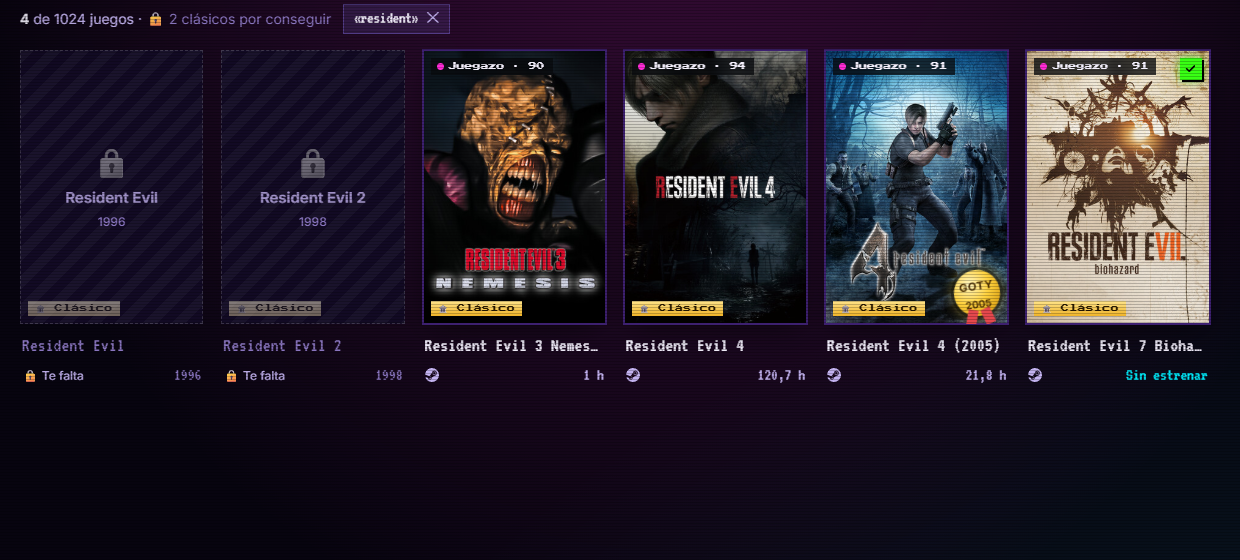 4 de 1024 juegos · 2 clásicos por conseguir «resident»
Resident Evil
1996
Clásico
Resident Evil
Te falta 1996
Resident Evil 2
1998
Clásico
Resident Evil 2
Te falta 1998
Juegazo · 90
RESIDENT EVIL 3
NEMESIS
Clásico
Resident Evil 3 Nemes…
1 h
Juegazo · 94
RESIDENT EVIL 4
Resident Evil 4
120,7 h
Juegazo · 91
4 resident evil
GOTY
2005
Clásico
Resident Evil 4 (2005)
21,8 h
Juegazo · 91
RESIDENT EVIL
biohazard
Clásico
Resident Evil 7 Bioha…
Sin estrenar